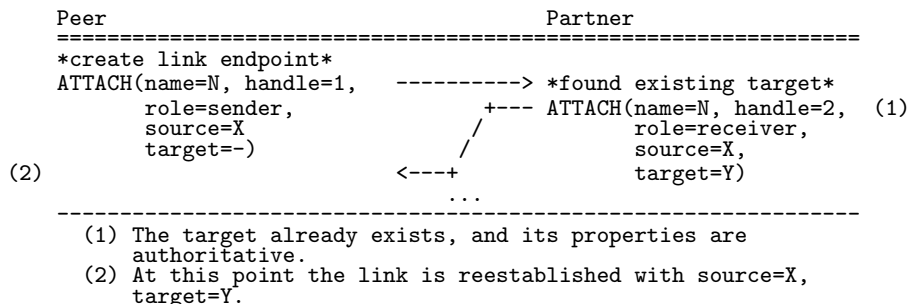 Peer                                     Partner
================================================================
*create link endpoint*
ATTACH(name=N, handle=1,   ----------> *found existing target*
       role=sender,               +--- ATTACH(name=N, handle=2,  (1)
       source=X                  /            role=receiver,
       target=-)                /             source=X,
(2)                        <---+              target=Y)
                              ...
----------------------------------------------------------------
(1) The target already exists, and its properties are
    authoritative.
(2) At this point the link is reestablished with source=X,
    target=Y.